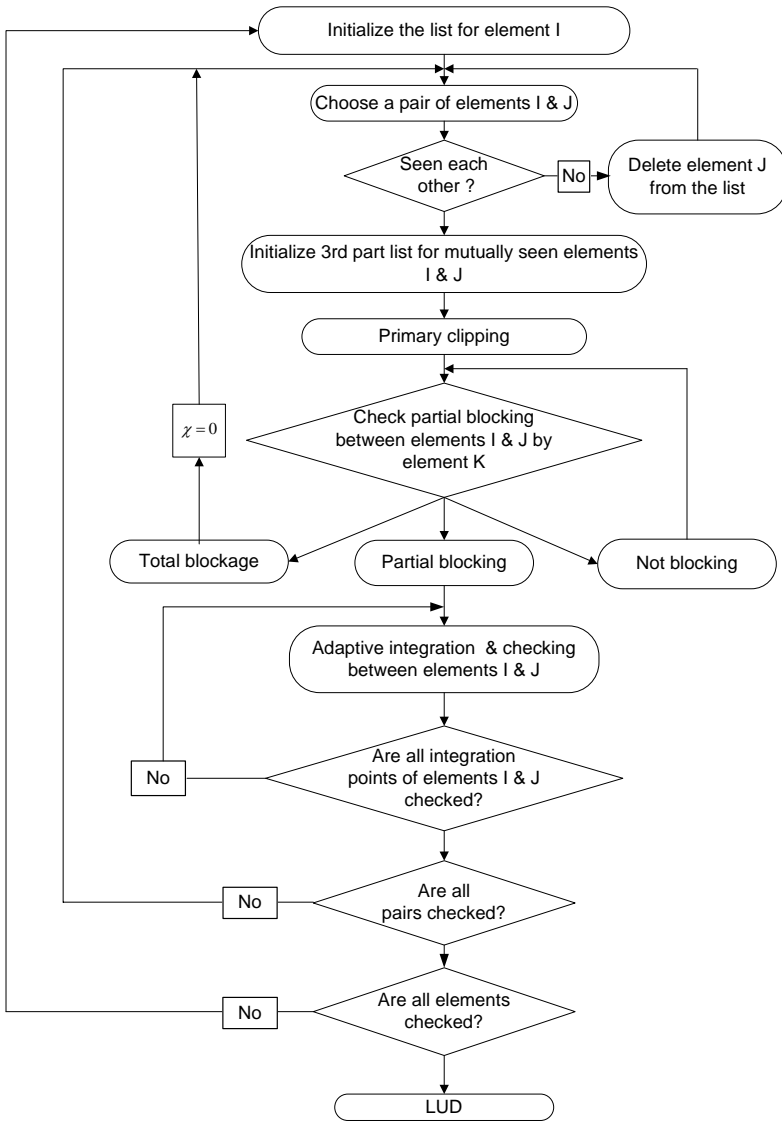 Initialize the list for element I
Choose a pair of elements I & J
Seen each
other ?
No
Delete element J
from the list
Initialize 3rd part list for mutually seen elements
I & J
Primary clipping
Check partial blocking
between elements I & J by
element K
χ = 0
Total blockage
Partial blocking
Not blocking
Adaptive integration & checking
between elements I & J
Are all integration
points of elements I & J
checked?
No
Are all
pairs checked?
No
Are all elements
checked?
No
LUD